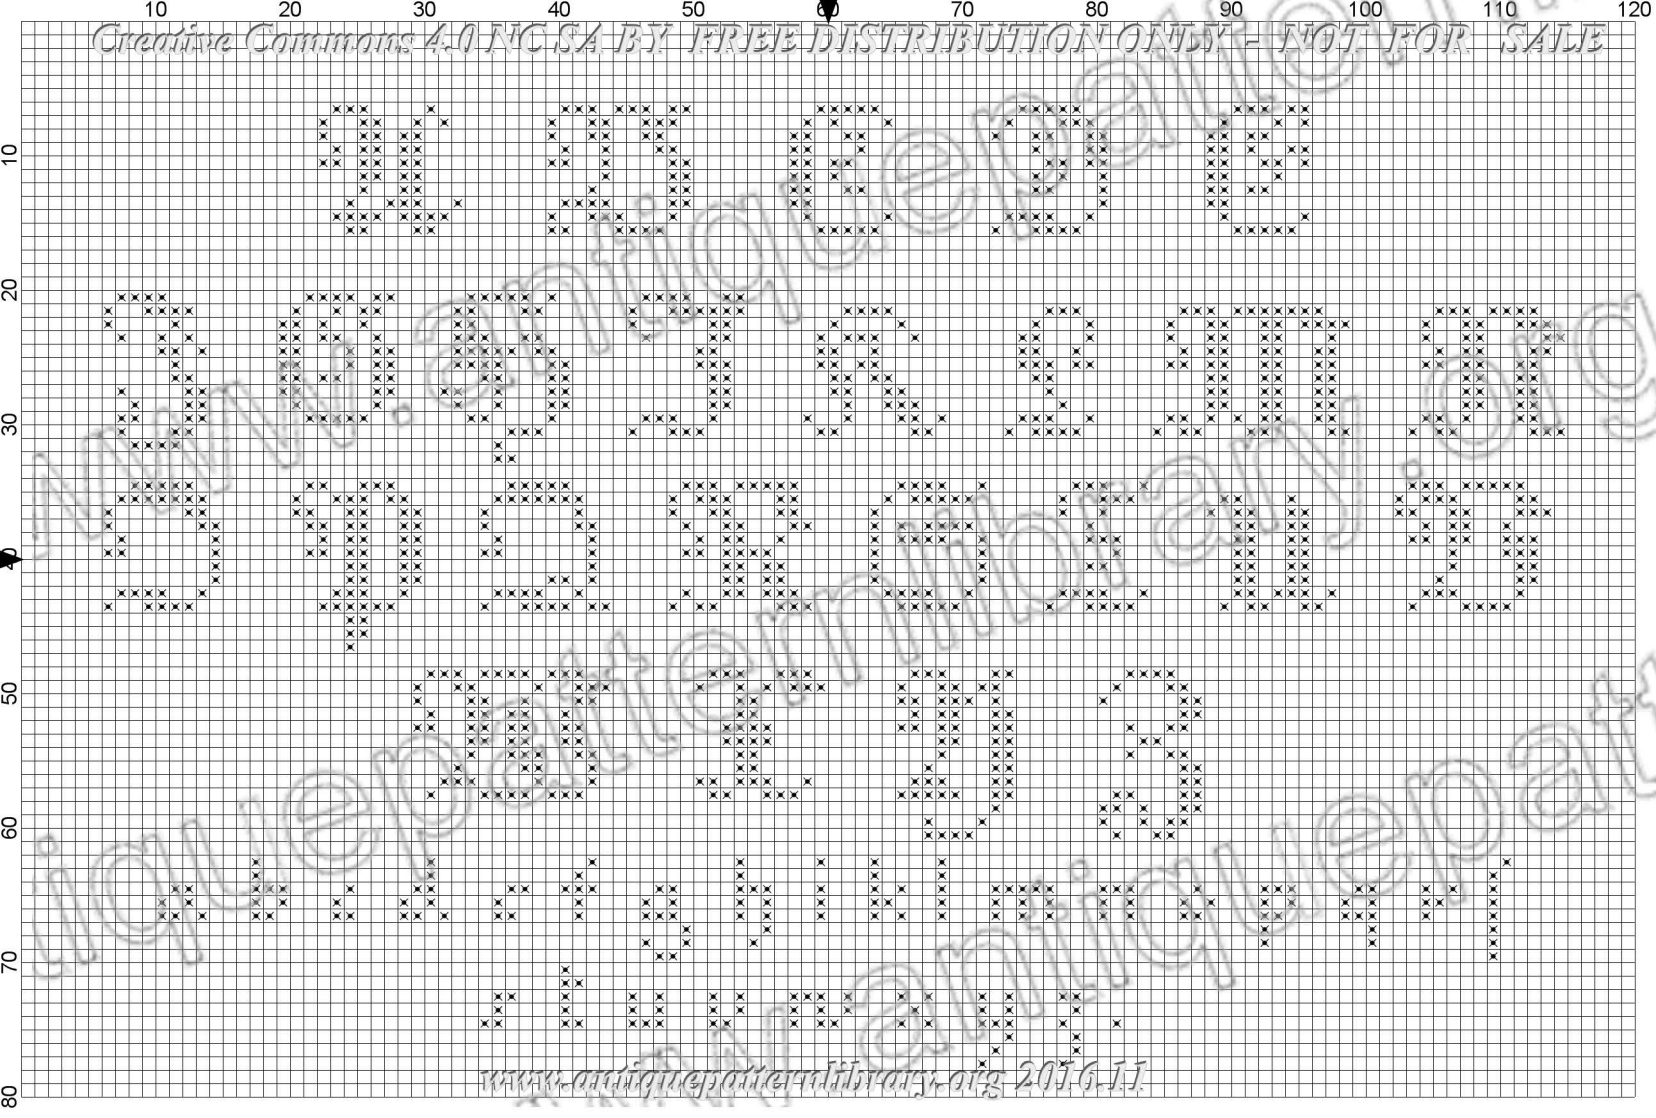 10 20 30 40 50 60 70 80 90 100 110 120
Creative Commons 4.0 NC SA BY FREE DISTRIBUTION ONLY - NOT FOR SALE
10
20
30
40
50
60
70
80
A B C D E
F G H I K L M N
O P Q R S T U V
W X Y Z
a b c d e f g h i k l m n o p q r
s t u v w x y z
www.antiquepatternlibrary.org
www.antiquepatternlibrary.org 2016.11